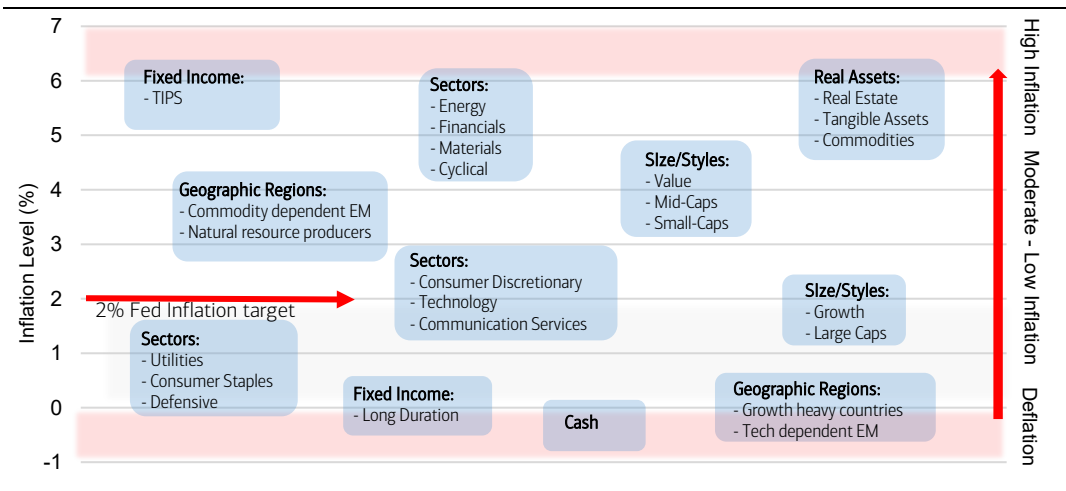 7
6
5
4
3
2
1
0
-1
Inflation Level (%)
Fixed Income:
- TIPS
Sectors:
- Energy
- Financials
- Materials
- Cyclical
Real Assets:
- Real Estate
- Tangible Assets
- Commodities
SIze/Styles:
- Value
- Mid-Caps
- Small-Caps
Geographic Regions:
- Commodity dependent EM
- Natural resource producers
Sectors:
- Consumer Discretionary
- Technology
- Communication Services
2% Fed Inflation target
SIze/Styles:
- Growth
- Large Caps
Sectors:
- Utilities
- Consumer Staples
- Defensive
Fixed Income:
- Long Duration
Cash
Geographic Regions:
- Growth heavy countries
- Tech dependent EM
High Inflation
Moderate - Low Inflation
Deflation